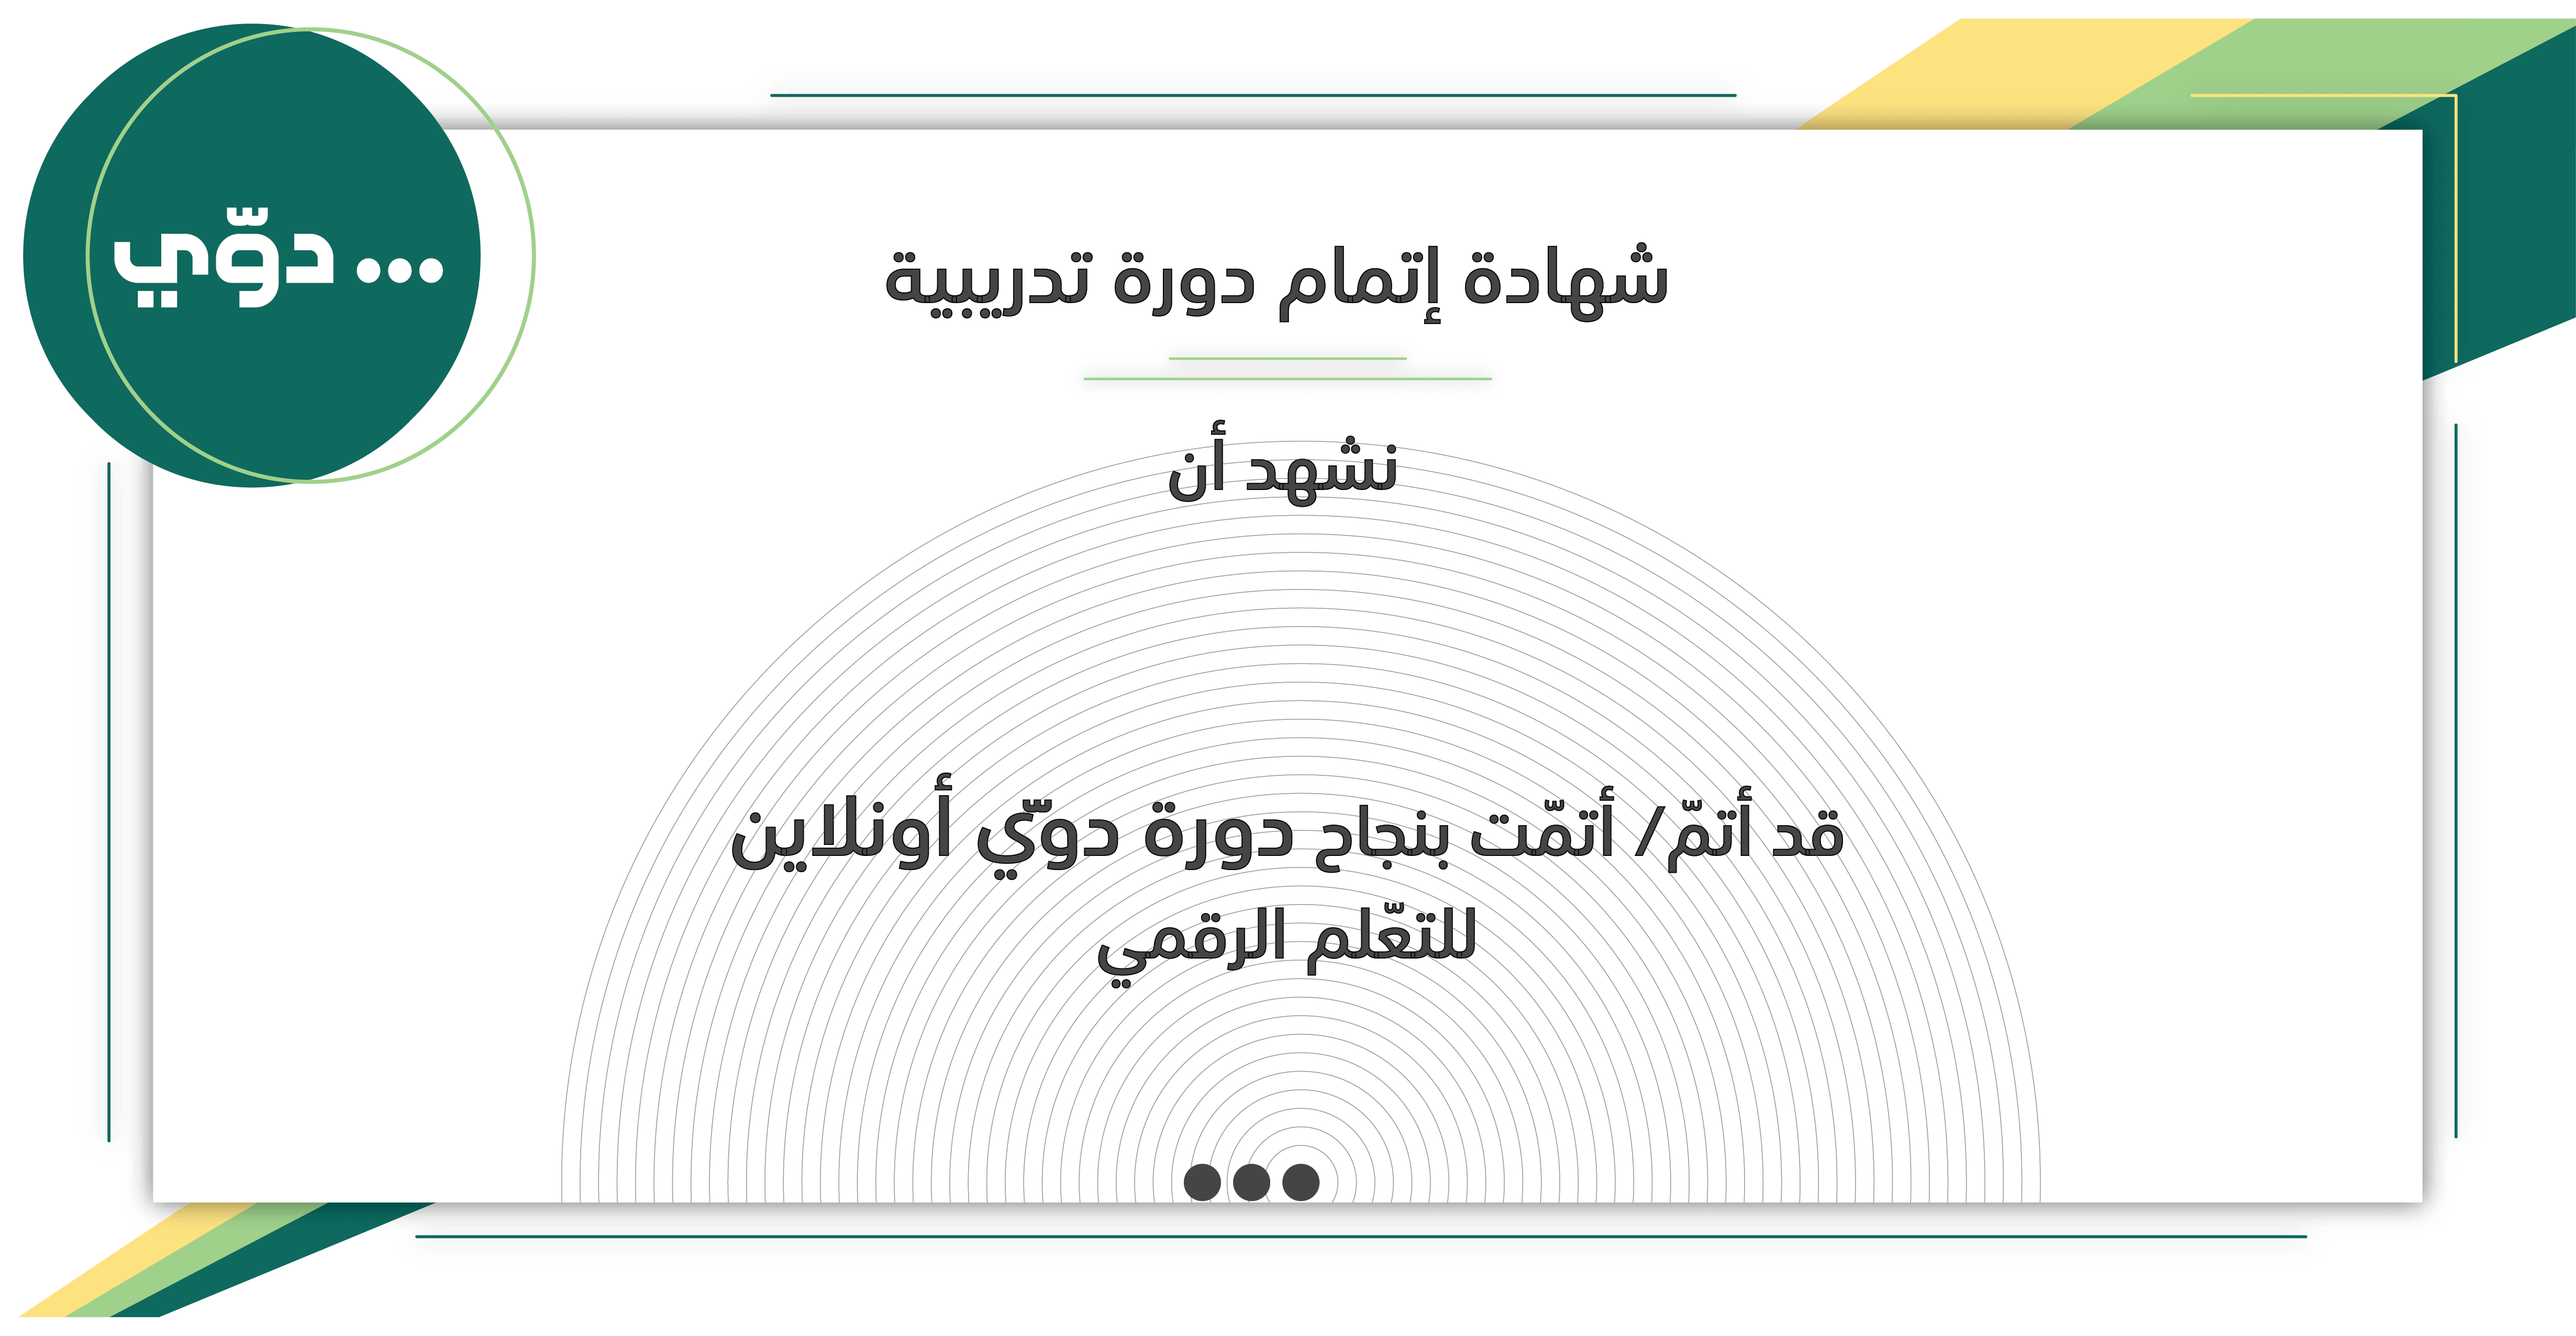 دوّي
شهادة إتمام دورة تدريبية
نشهد أن
قد أتمّ/ أتمّت بنجاح دورة دوّي أونلاين
للتعّلم الرقمي